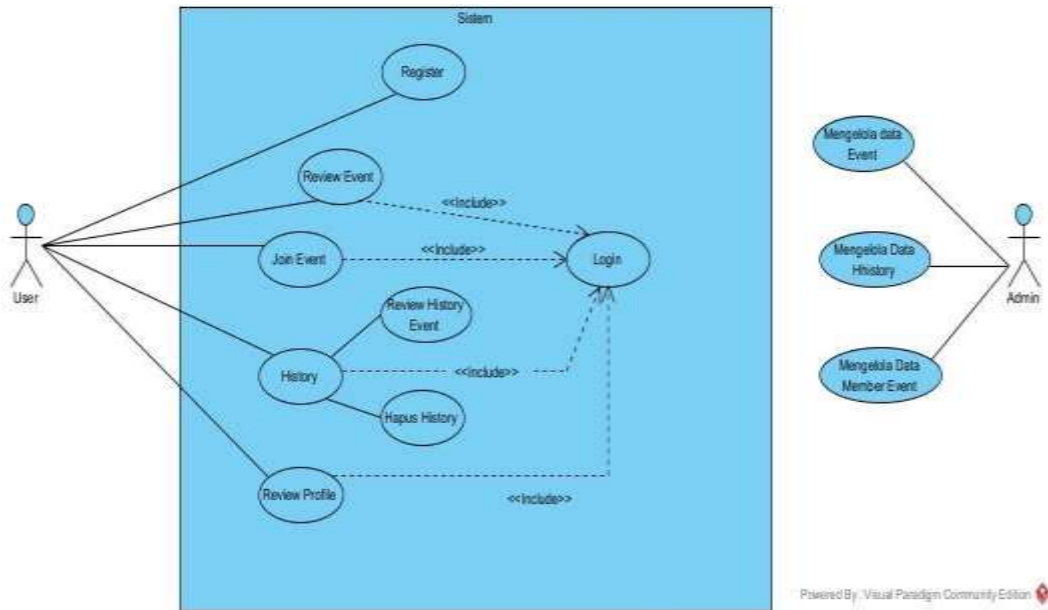 Sistem
Register
Review Event
<<Include>>
Join Event
<<Include>>
Login
User
Review History
Event
History
<<Include>>
Hapus History
Review Profile
<<Include>>
Mengelola data
Event
Mengelola Data
Hhistory
Admin
Mengelola Data
Member Event
Powered By: Visual Paradigm Community Edition